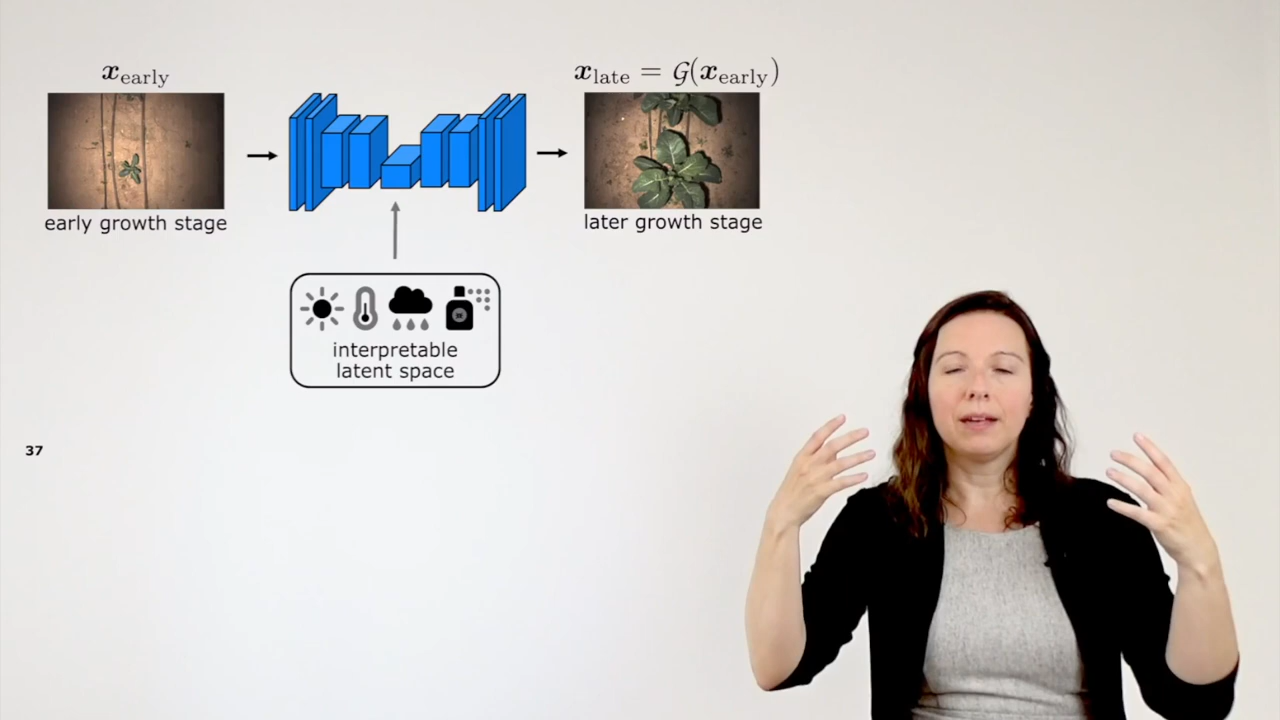 x_early
x_late = G(x_early)
early growth stage
later growth stage
interpretable
latent space
37